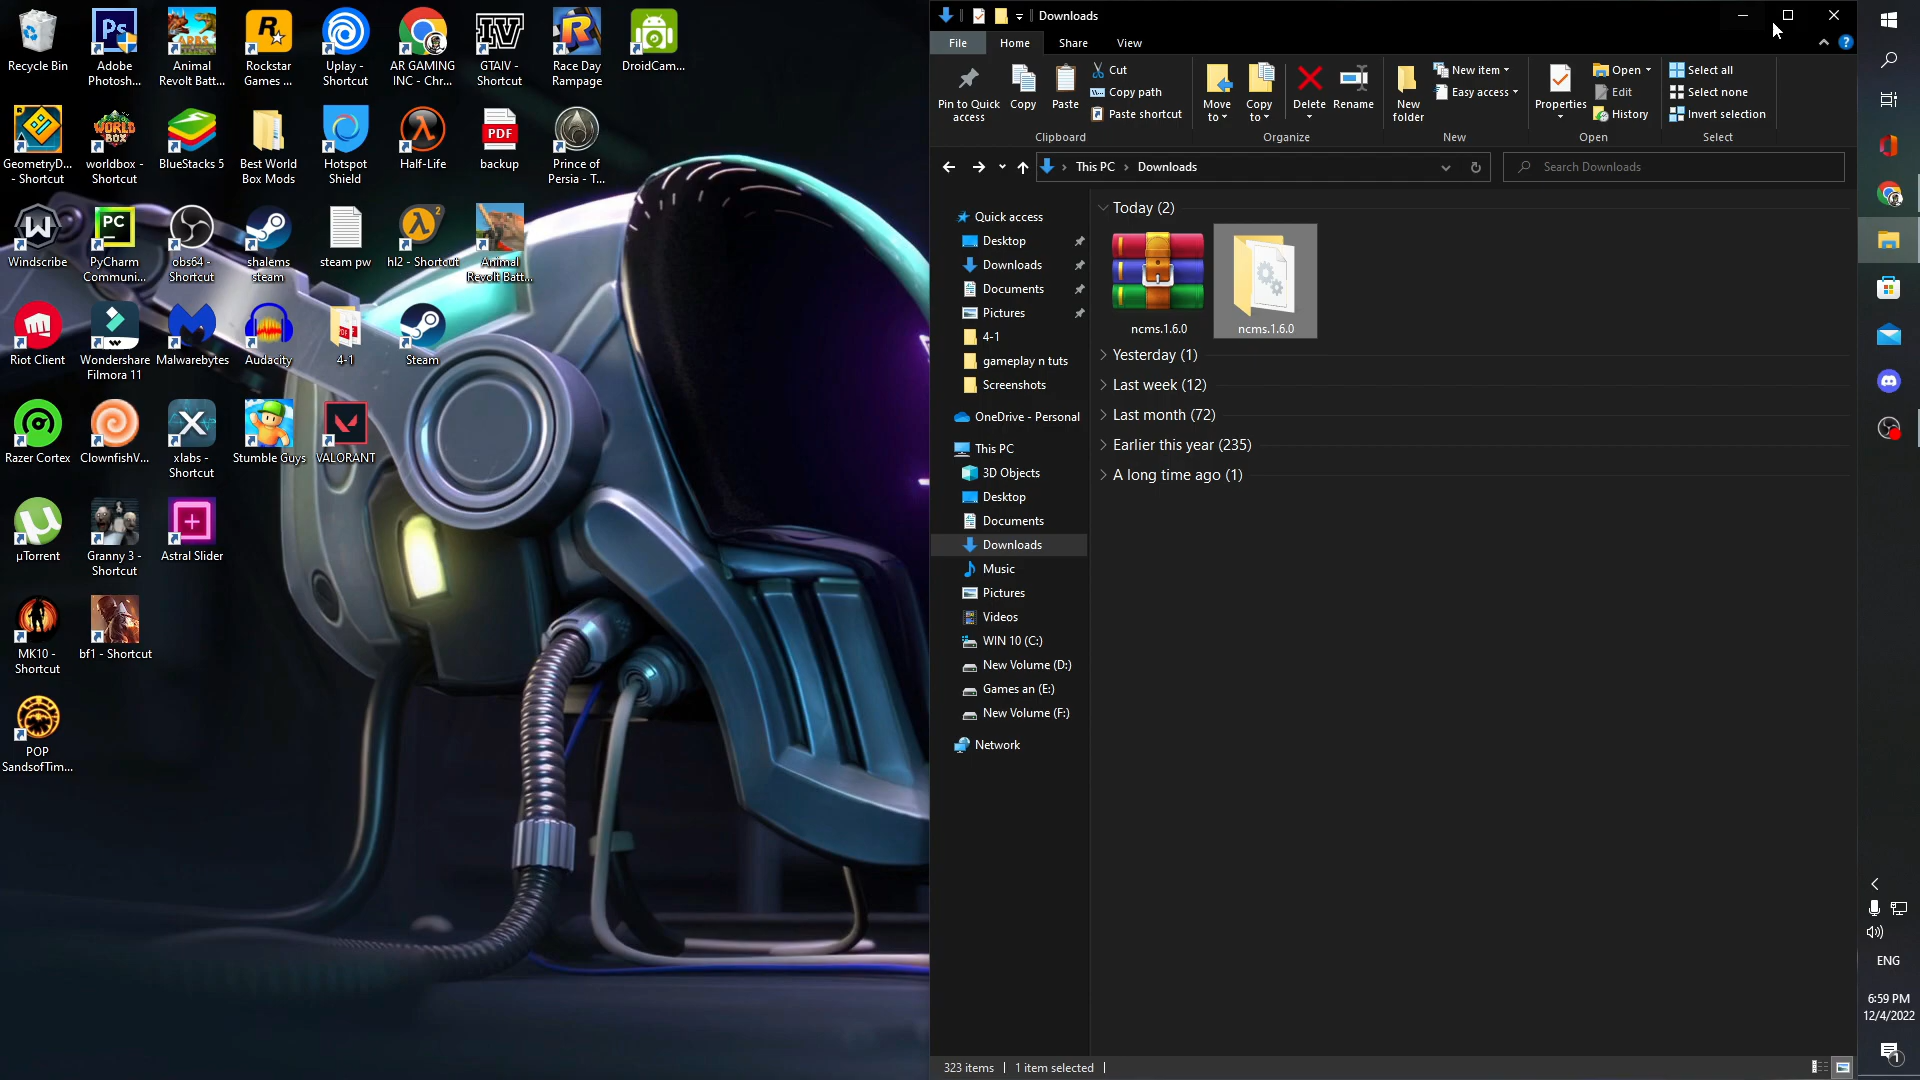 Recycle Bin
Adobe
Photosh...
Animal
Revolt Batt...
Rockstar
Games ...
Uplay -
Shortcut
AR GAMING
INC - Chr...
GTAIV -
Shortcut
Race Day
Rampage
DroidCam...
GeometryD...
- Shortcut
worldbox -
Shortcut
BlueStacks 5
Best World
Box Mods
Hotspot
Shield
Half-Life
PDF
backup
Prince of
Persia - T...
Windscribe
PyCharm
Communi...
obs64 -
Shortcut
shalems
steam
steam pw
hl2 - Shortcut
Animal
Revolt Batt...
Riot Client
Wondershare
Filmora 11
Malwarebytes
Audacity
4-1
Steam
Razer Cortex
ClownfishV...
xlabs -
Shortcut
Stumble Guys
VALORANT
µTorrent
Granny 3 -
Shortcut
Astral Slider
MK10 -
Shortcut
bf1 - Shortcut
POP
SandsofTim...
Downloads
File
Home
Share
View
Pin to Quick
access
Copy
Paste
Cut
Copy path
Paste shortcut
Clipboard
Move
to
Copy
to
Delete
Rename
Organize
New
folder
New item
Easy access
New
Properties
Open
Edit
History
Open
Select all
Select none
Invert selection
Select
This PC
Downloads
Search Downloads
Quick access
Desktop
Downloads
Documents
Pictures
4-1
gameplay n tuts
Screenshots
OneDrive - Personal
This PC
3D Objects
Desktop
Documents
Downloads
Music
Pictures
Videos
WIN 10 (C:)
New Volume (D:)
Games an (E:)
New Volume (F:)
Network
Today (2)
ncms.1.6.0
ncms.1.6.0
Yesterday (1)
Last week (12)
Last month (72)
Earlier this year (235)
A long time ago (1)
323 items
1 item selected
ENG
6:59 PM
12/4/2022
1